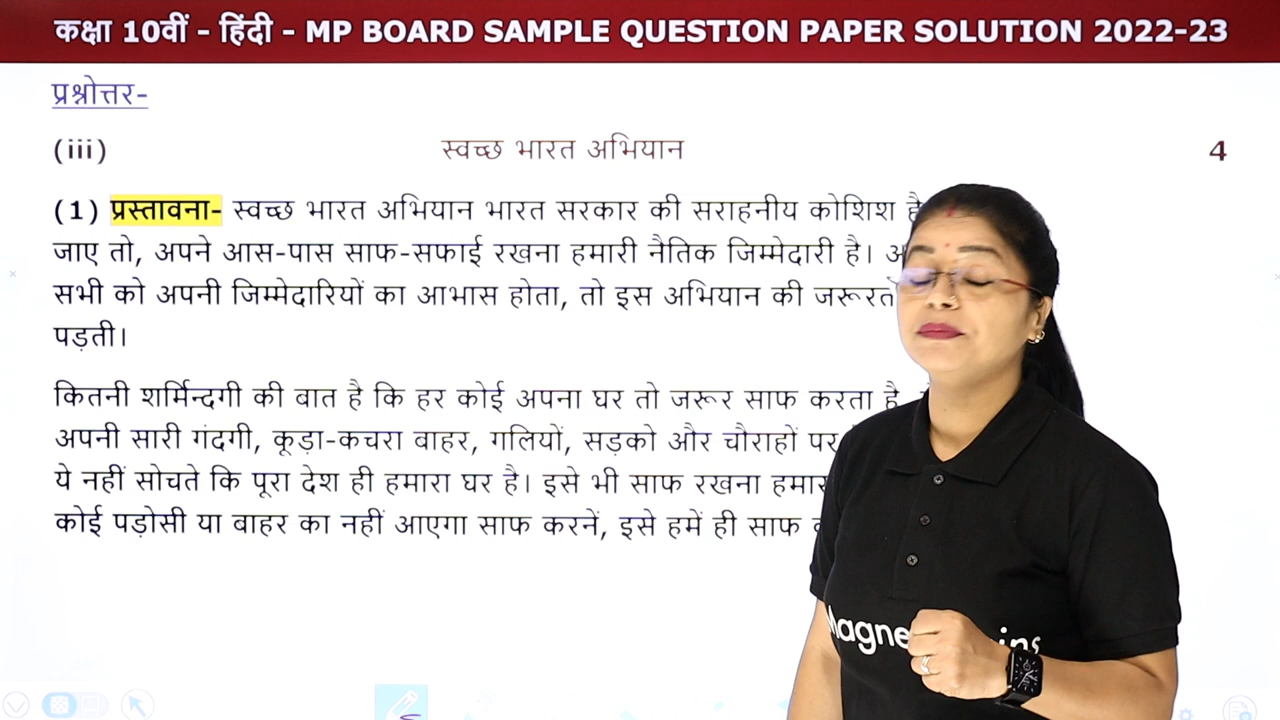 कक्षा 10वीं - हिंदी - MP BOARD SAMPLE QUESTION PAPER SOLUTION 2022-23
प्रश्नोत्तर-
(iii) स्वच्छ भारत अभियान 4
(1) प्रस्तावना- स्वच्छ भारत अभियान भारत सरकार की सराहनीय कोशिश
जाए तो, अपने आस-पास साफ-सफाई रखना हमारी नैतिक जिम्मेदारी है।
सभी को अपनी जिम्मेदारियों का आभास होता, तो इस अभियान की जरूरत
पड़ती।
कितनी शर्मिन्दगी की बात है कि हर कोई अपना घर तो जरूर साफ करता है
अपनी सारी गंदगी, कूड़ा-कचरा वाहर, गलियों, सड़को और चौराहों पर
ये नहीं सोचते कि पूरा देश ही हमारा घर है। इसे भी साफ रखना
कोई पड़ोसी या बाहर का नहीं आएगा साफ करनें, इसे हमें ही साफ